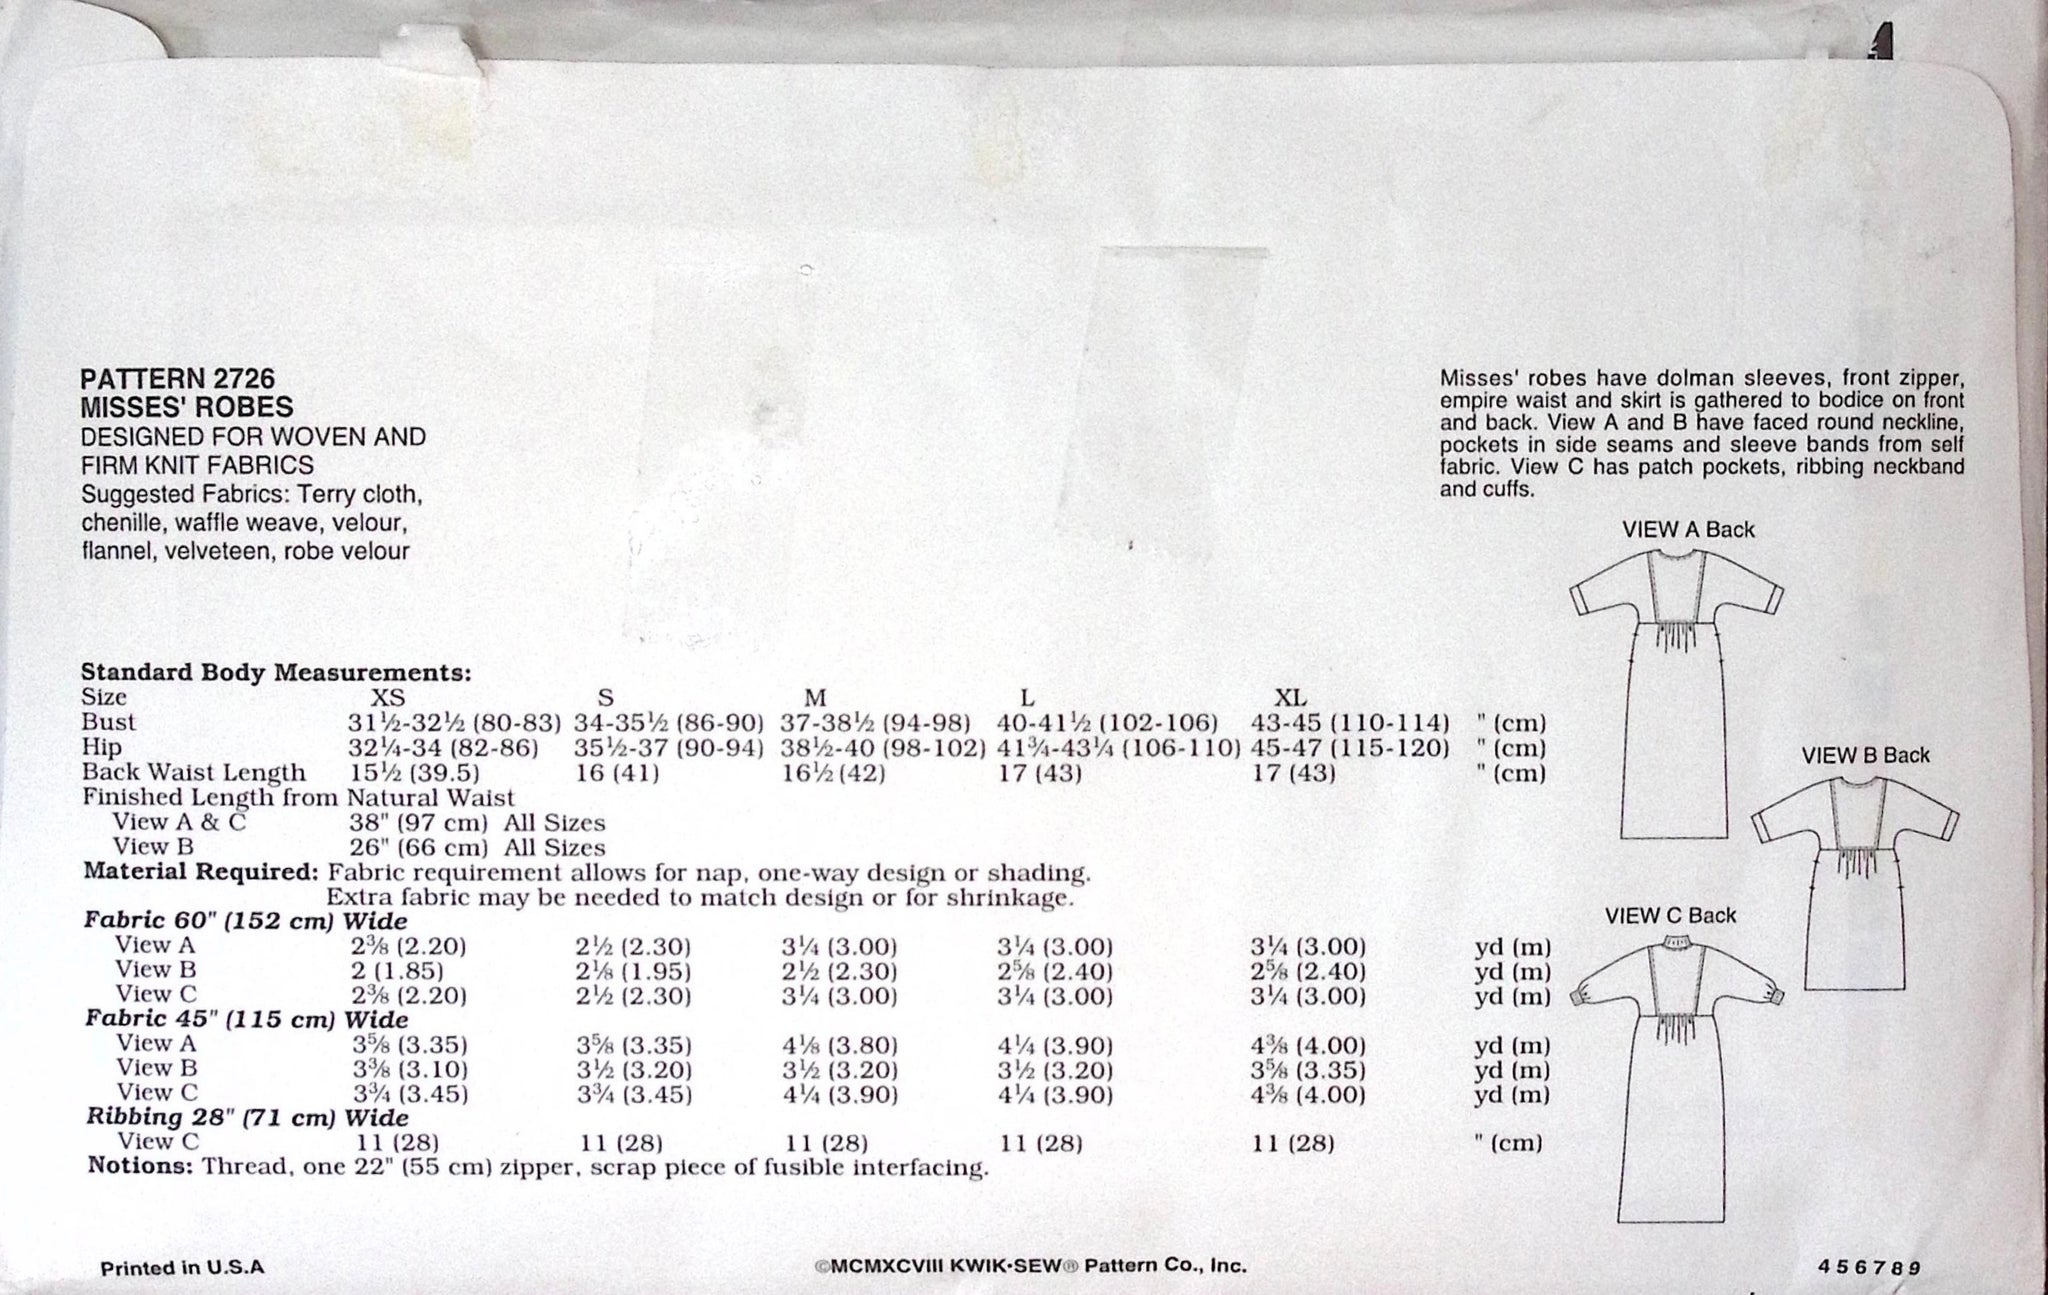 PATTERN 2726
MISSES' ROBES
DESIGNED FOR WOVEN AND
FIRM KNIT FABRICS
Suggested Fabrics: Terry cloth,
chenille, waffle weave, velour,
flannel, velveteen, robe velour
Misses' robes have dolman sleeves, front zipper,
empire waist and skirt is gathered to bodice on front
and back. View A and B have faced round neckline,
pockets in side seams and sleeve bands from self
fabric. View C has patch pockets, ribbing neckband
and cuffs.
VIEW A Back
VIEW B Back
VIEW C Back
Standard Body Measurements:
Size XS S M L XL
Bust 31½-32½ (80-83) 34-35½ (86-90) 37-38½ (94-98) 40-41½ (102-106) 43-45 (110-114) " (cm)
Hip 32¼-34 (82-86) 35½-37 (90-94) 38½-40 (98-102) 41¾-43¼ (106-110) 45-47 (115-120) " (cm)
Back Waist Length 15½ (39.5) 16 (41) 16½ (42) 17 (43) 17 (43) " (cm)
Finished Length from Natural Waist
View A & C 38" (97 cm) All Sizes
View B 26" (66 cm) All Sizes
Material Required: Fabric requirement allows for nap, one-way design or shading.
Extra fabric may be needed to match design or for shrinkage.
Fabric 60" (152 cm) Wide
View A 2⅜ (2.20) 2½ (2.30) 3¼ (3.00) 3¼ (3.00) 3¼ (3.00) yd (m)
View B 2 (1.85) 2⅛ (1.95) 2½ (2.30) 2⅝ (2.40) 2⅝ (2.40) yd (m)
View C 2⅜ (2.20) 2½ (2.30) 3¼ (3.00) 3¼ (3.00) 3¼ (3.00) yd (m)
Fabric 45" (115 cm) Wide
View A 3⅝ (3.35) 3⅝ (3.35) 4⅛ (3.80) 4¼ (3.90) 4⅜ (4.00) yd (m)
View B 3⅜ (3.10) 3½ (3.20) 3½ (3.20) 3½ (3.20) 3⅝ (3.35) yd (m)
View C 3¾ (3.45) 3¾ (3.45) 4¼ (3.90) 4¼ (3.90) 4⅜ (4.00) yd (m)
Ribbing 28" (71 cm) Wide
View C 11 (28) 11 (28) 11 (28) 11 (28) 11 (28) " (cm)
Notions: Thread, one 22" (55 cm) zipper, scrap piece of fusible interfacing.
Printed in U.S.A
©MCMXCVIII KWIK•SEW® Pattern Co., Inc.
4 5 6 7 8 9